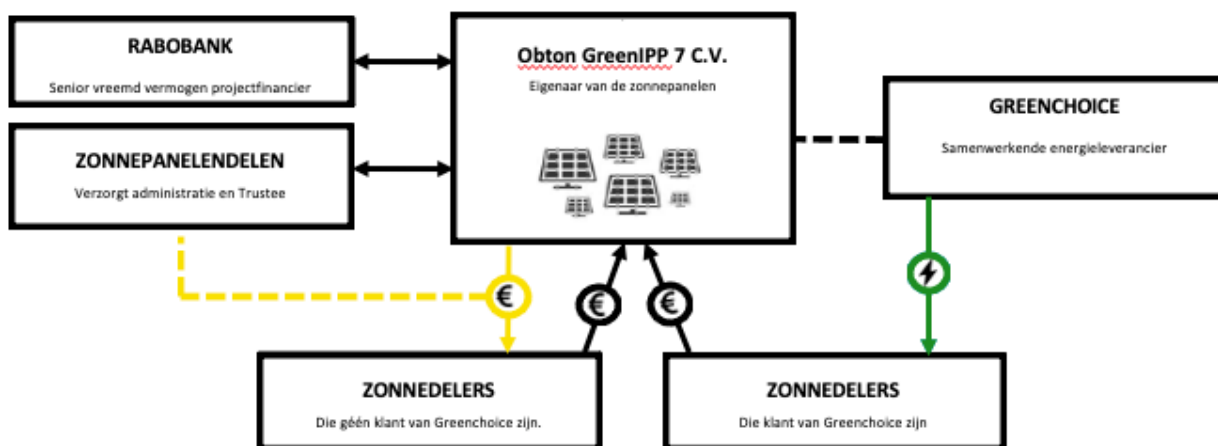 RABOBANK
Senior vreemd vermogen projectfinancier
ZONNEPANELENDELEN
Verzorgt administratie en Trustee
Obton GreenIPP 7 C.V.
Eigenaar van de zonnepanelen
GREENCHOICE
Samenwerkende energieleverancier
€
€
€
ZONNEDELERS
Die géén klant van Greenchoice zijn.
ZONNEDELERS
Die klant van Greenchoice zijn